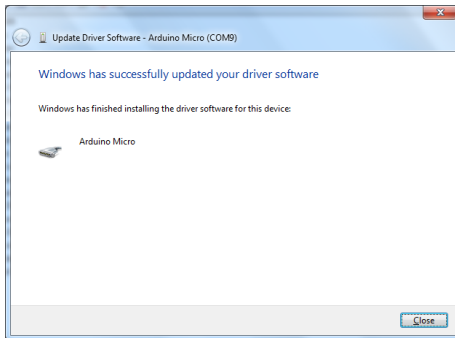 Update Driver Software - Arduino Micro (COM9)
Windows has successfully updated your driver software
Windows has finished installing the driver software for this device:
Arduino Micro
Close